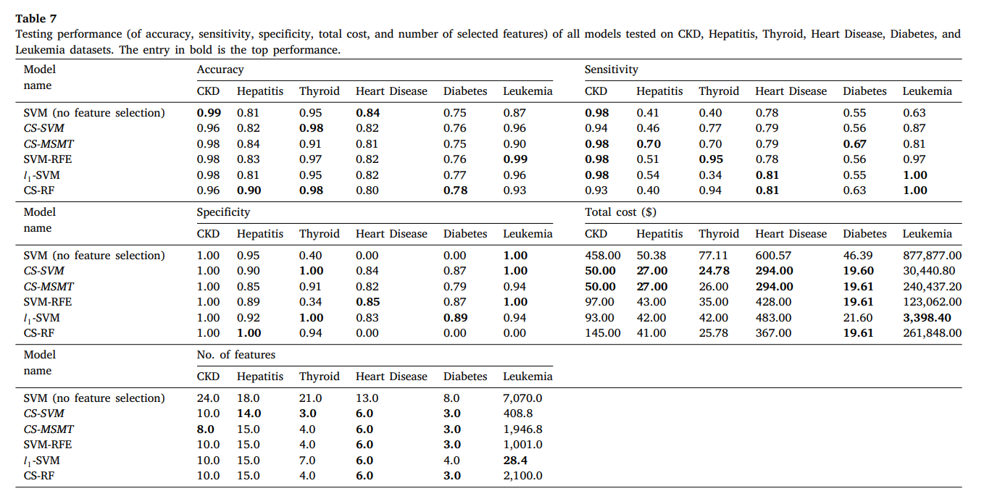 Table 7
Testing performance (of accuracy, sensitivity, specificity, total cost, and number of selected features) of all models tested on CKD, Hepatitis, Thyroid, Heart Disease, Diabetes, and
Leukemia datasets. The entry in bold is the top performance.
Model name Accuracy Sensitivity
CKD Hepatitis Thyroid Heart Disease Diabetes Leukemia CKD Hepatitis Thyroid Heart Disease Diabetes Leukemia
SVM (no feature selection) 0.99 0.81 0.95 0.84 0.75 0.87 0.98 0.41 0.40 0.78 0.55 0.63
CS-SVM 0.96 0.82 0.98 0.82 0.76 0.96 0.94 0.46 0.77 0.79 0.56 0.87
CS-MSMT 0.98 0.84 0.91 0.81 0.75 0.90 0.98 0.70 0.70 0.79 0.67 0.81
SVM-RFE 0.98 0.83 0.97 0.82 0.76 0.99 0.98 0.51 0.95 0.78 0.56 0.97
l1-SVM 0.98 0.81 0.95 0.82 0.77 0.96 0.98 0.54 0.34 0.81 0.55 1.00
CS-RF 0.96 0.90 0.98 0.80 0.78 0.93 0.93 0.40 0.94 0.81 0.63 1.00
Model name Specificity Total cost ($)
CKD Hepatitis Thyroid Heart Disease Diabetes Leukemia CKD Hepatitis Thyroid Heart Disease Diabetes Leukemia
SVM (no feature selection) 1.00 0.95 0.40 0.00 0.00 1.00 458.00 50.38 77.11 600.57 46.39 877,877.00
CS-SVM 1.00 0.90 1.00 0.84 0.87 1.00 50.00 27.00 24.78 294.00 19.60 30,440.80
CS-MSMT 1.00 0.85 0.91 0.82 0.79 0.94 50.00 27.00 26.00 294.00 19.61 240,437.20
SVM-RFE 1.00 0.89 0.34 0.85 0.87 1.00 97.00 43.00 35.00 428.00 19.61 123,062.00
l1-SVM 1.00 0.92 1.00 0.83 0.89 0.94 93.00 42.00 42.00 483.00 21.60 3,398.40
CS-RF 1.00 1.00 0.94 0.00 0.00 0.00 145.00 41.00 25.78 367.00 19.61 261,848.00
Model name No. of features
CKD Hepatitis Thyroid Heart Disease Diabetes Leukemia
SVM (no feature selection) 24.0 18.0 21.0 13.0 8.0 7,070.0
CS-SVM 10.0 14.0 3.0 6.0 3.0 408.8
CS-MSMT 8.0 15.0 4.0 6.0 3.0 1,946.8
SVM-RFE 10.0 15.0 4.0 6.0 3.0 1,001.0
l1-SVM 10.0 15.0 7.0 6.0 4.0 28.4
CS-RF 10.0 15.0 4.0 6.0 3.0 2,100.0